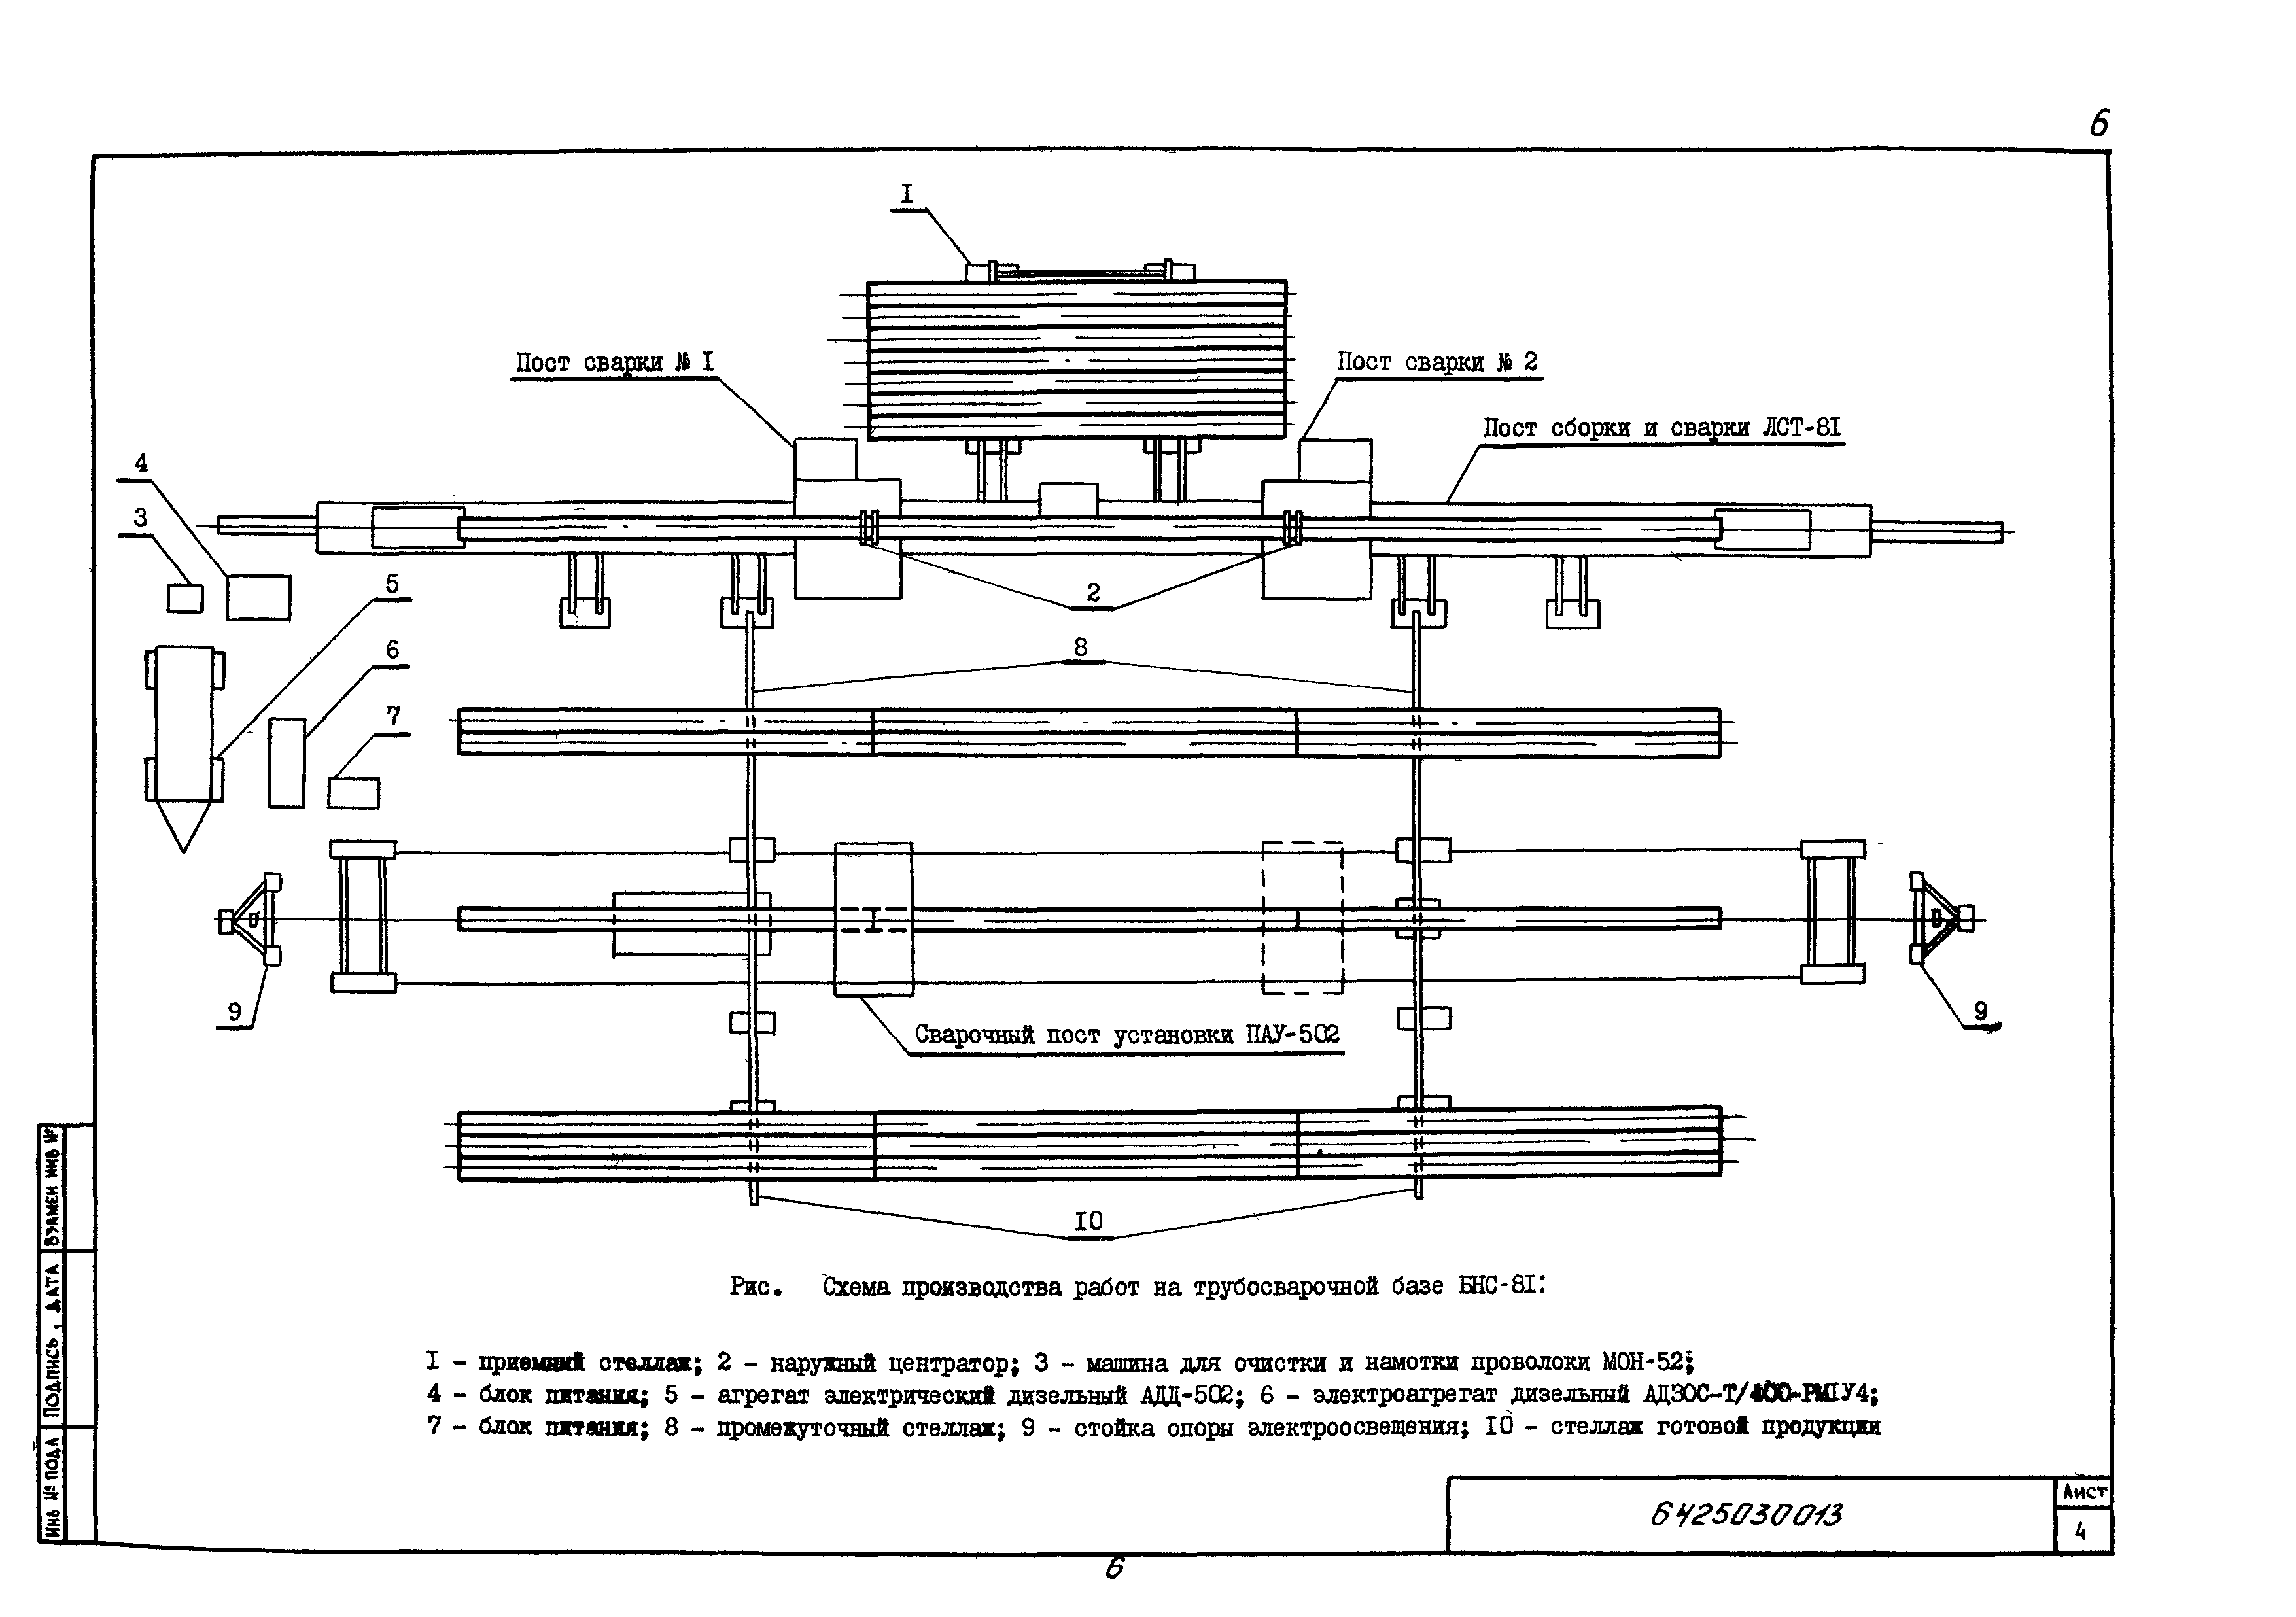 6
I
Пост сварки № I
Пост сварки № 2
Пост сборки и сварки ЛСТ-8I
4
3
5
2
6
8
7
9
9
Сварочный пост установки ПАУ-502
IO
Рис. Схема производства работ на трубосварочной базе БНС-8I:
I - приемный стеллаж; 2 - наружный центратор; 3 - машина для очистки и намотки проволоки МОН-52;
4 - блок питания; 5 - агрегат электрический дизельный АДД-502; 6 - электроагрегат дизельный
7 - блок питания; 8 - промежуточный стеллаж; 9 - стойка опоры электроосвещения; IO - стеллаж готовой продукции
ИНВ № ПОДЛ
ПОДПИСЬ, ДАТА
ВЗАМЕН ИНВ №
6425030013
Лист
4
6